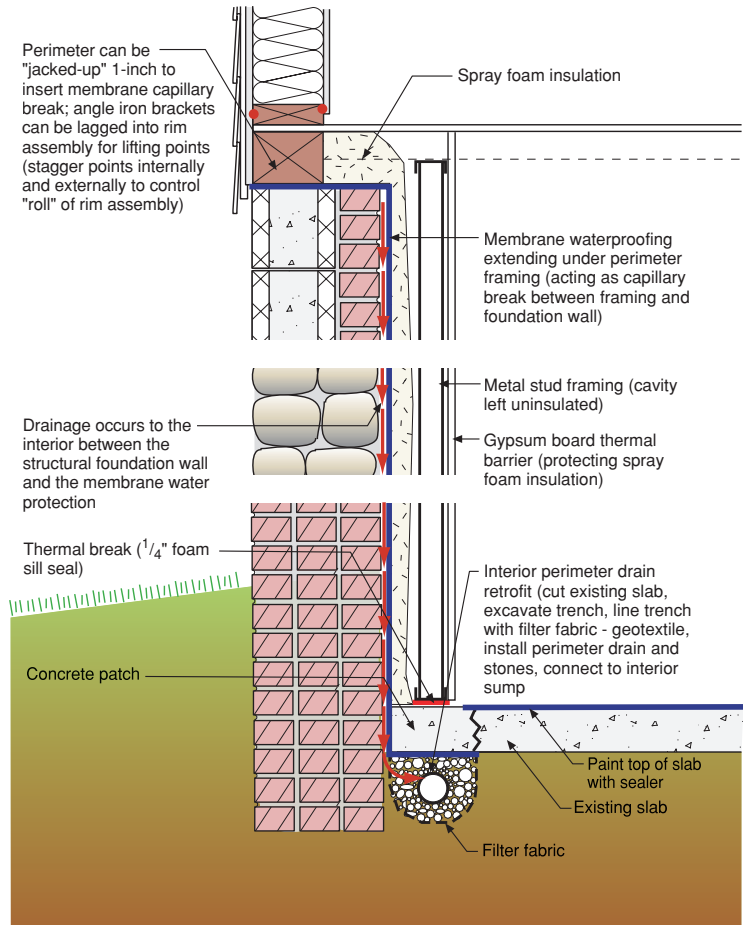 Perimeter can be
"jacked-up" 1-inch to
insert membrane capillary
break; angle iron brackets
can be lagged into rim
assembly for lifting points
(stagger points internally
and externally to control
"roll" of rim assembly)
Spray foam insulation
Membrane waterproofing
extending under perimeter
framing (acting as capillary
break between framing and
foundation wall)
Metal stud framing (cavity
left uninsulated)
Drainage occurs to the
interior between the
structural foundation wall
and the membrane water
protection
Gypsum board thermal
barrier (protecting spray
foam insulation)
Thermal break (1/4" foam
sill seal)
Interior perimeter drain
retrofit (cut existing slab,
excavate trench, line trench
with filter fabric - geotextile,
install perimeter drain and
stones, connect to interior
sump
Concrete patch
Paint top of slab
with sealer
Existing slab
Filter fabric